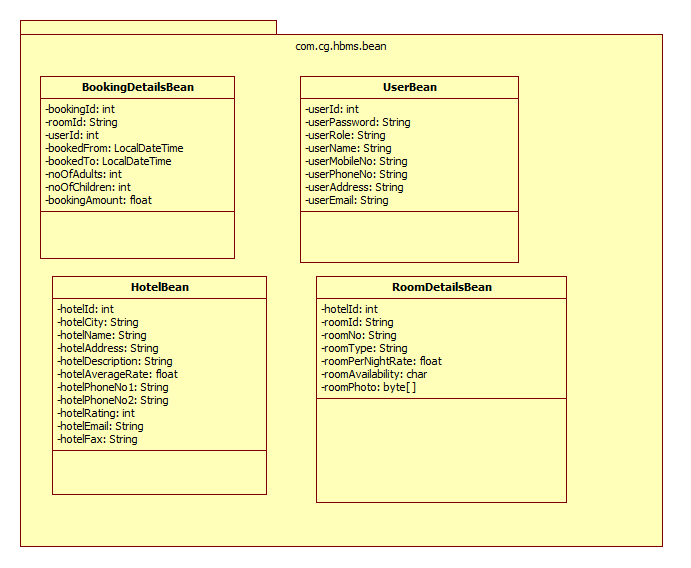 com.cg.hbms.bean
BookingDetailsBean
-bookingId: int
-roomId: String
-userId: int
-bookedFrom: LocalDateTime
-bookedTo: LocalDateTime
-noOfAdults: int
-noOfChildren: int
-bookingAmount: float
UserBean
-userId: int
-userPassword: String
-userRole: String
-userName: String
-userMobileNo: String
-userPhoneNo: String
-userAddress: String
-userEmail: String
HotelBean
-hotelId: int
-hotelCity: String
-hotelName: String
-hotelAddress: String
-hotelDescription: String
-hotelAverageRate: float
-hotelPhoneNo1: String
-hotelPhoneNo2: String
-hotelRating: int
-hotelEmail: String
-hotelFax: String
RoomDetailsBean
-hotelId: int
-roomId: String
-roomNo: String
-roomType: String
-roomPerNightRate: float
-roomAvailability: char
-roomPhoto: byte[ ]